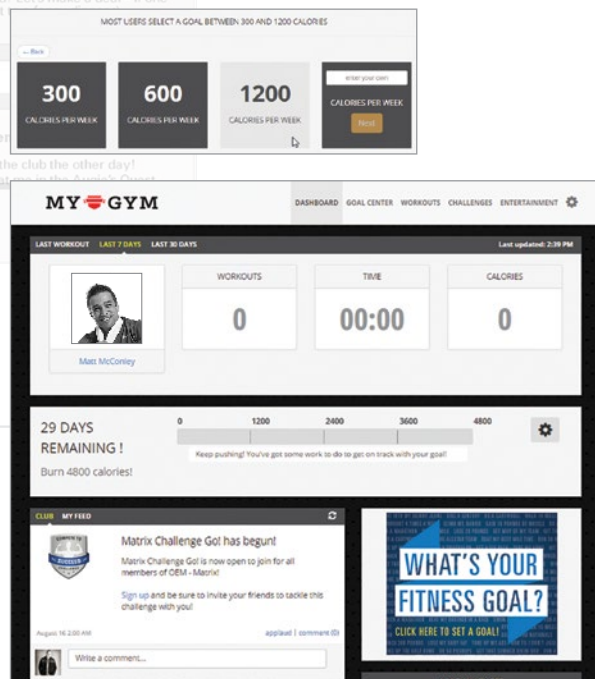 MOST USERS SELECT A GOAL BETWEEN 300 AND 1200 CALORIES
← Back
300
CALORIES PER WEEK
600
CALORIES PER WEEK
1200
CALORIES PER WEEK
enter your own
CALORIES PER WEEK
Next
the club the other day!
MY GYM
DASHBOARD GOAL CENTER WORKOUTS CHALLENGES ENTERTAINMENT
LAST WORKOUT LAST 7 DAYS LAST 30 DAYS
Last updated: 2:39 PM
Matt McConley
WORKOUTS
0
TIME
00:00
CALORIES
0
29 DAYS
REMAINING !
Burn 4800 calories!
0 1200 2400 3600 4800
Keep pushing! You've got some work to do to get on track with your goal!
CLUB MY FEED
Matrix Challenge Go! has begun!
Matrix Challenge Go! is now open to join for all
members of OEM - Matrix!
Sign up and be sure to invite your friends to tackle this
challenge with you!
August 16 2:00 AM
applaud | comment (0)
Write a comment...
WHAT'S YOUR
FITNESS GOAL?
CLICK HERE TO SET A GOAL!